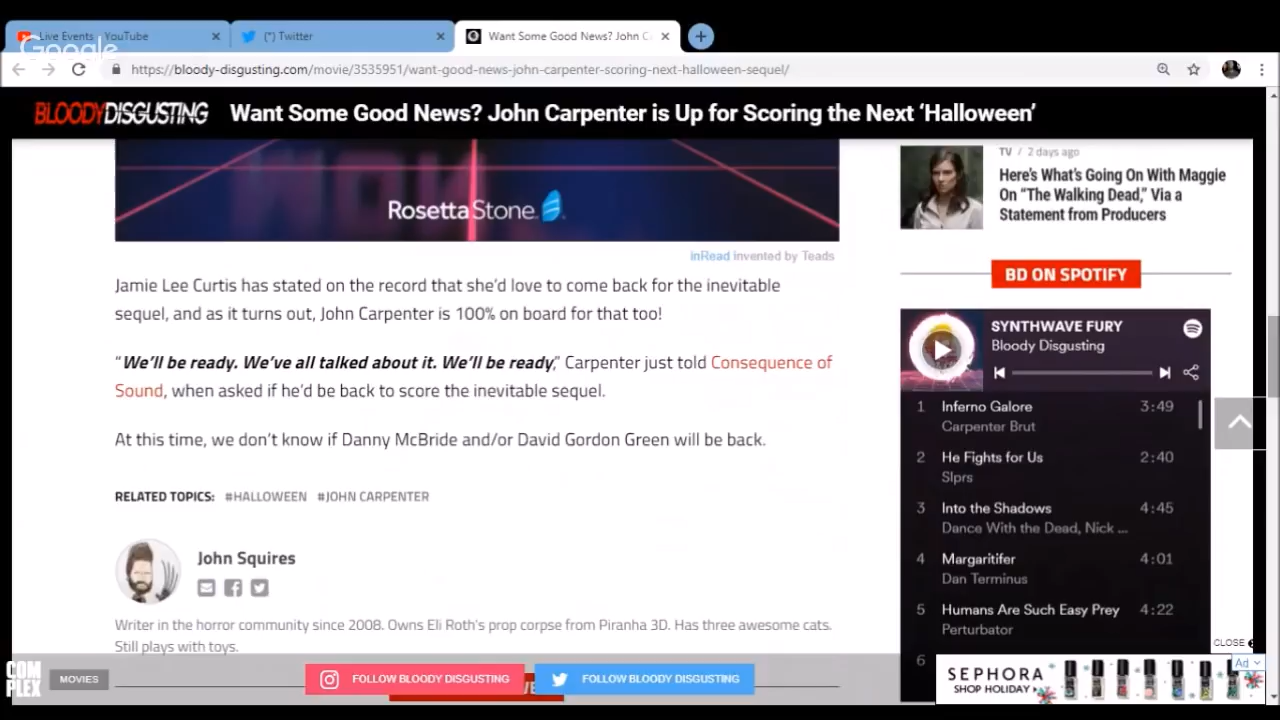 Live Events - YouTube
(*) Twitter
Want Some Good News? John C
Google
https://bloody-disgusting.com/movie/3535951/want-good-news-john-carpenter-scoring-next-halloween-sequel/
BLOODYDISGUSTING
Want Some Good News? John Carpenter is Up for Scoring the Next ‘Halloween’
RosettaStone
inRead invented by Teads
Jamie Lee Curtis has stated on the record that she’d love to come back for the inevitable
sequel, and as it turns out, John Carpenter is 100% on board for that too!
“We’ll be ready. We’ve all talked about it. We’ll be ready,” Carpenter just told Consequence of
Sound, when asked if he’d be back to score the inevitable sequel.
At this time, we don’t know if Danny McBride and/or David Gordon Green will be back.
RELATED TOPICS: #HALLOWEEN #JOHN CARPENTER
John Squires
Writer in the horror community since 2008. Owns Eli Roth's prop corpse from Piranha 3D. Has three awesome cats.
Still plays with toys.
TV / 2 days ago
Here’s What’s Going On With Maggie
On “The Walking Dead,” Via a
Statement from Producers
BD ON SPOTIFY
SYNTHWAVE FURY
Bloody Disgusting
1 Inferno Galore 3:49
Carpenter Brut
2 He Fights for Us 2:40
Slprs
3 Into the Shadows 4:45
Dance With the Dead, Nick ...
4 Margaritifer 4:01
Dan Terminus
5 Humans Are Such Easy Prey 4:22
Perturbator
6
CLOSE
Ad
SEPHORA
SHOP HOLIDAY
COM
PLEX
MOVIES
FOLLOW BLOODY DISGUSTING
FOLLOW BLOODY DISGUSTING